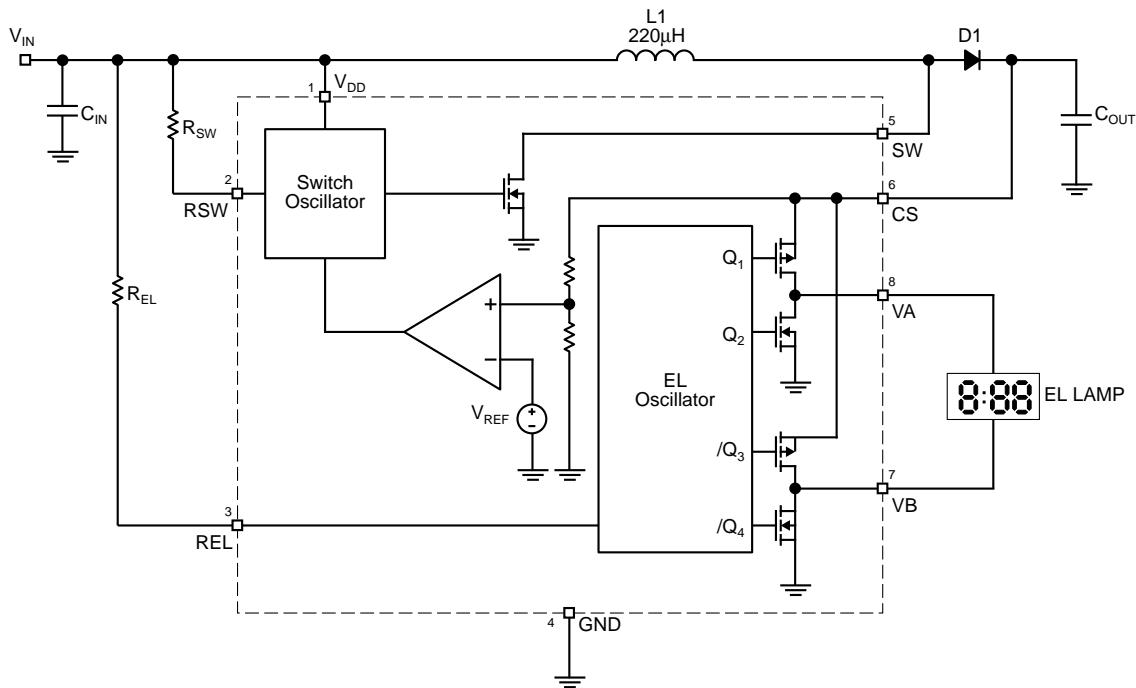 L1
220µH
D1
VIN
1
VDD
CIN
RSW
COUT
5
SW
Switch
Oscillator
2
RSW
6
CS
Q1
REL
8
VA
+
Q2
–
EL
Oscillator
8:88
EL LAMP
VREF
+
–
/Q3
7
VB
3
REL
/Q4
4
GND